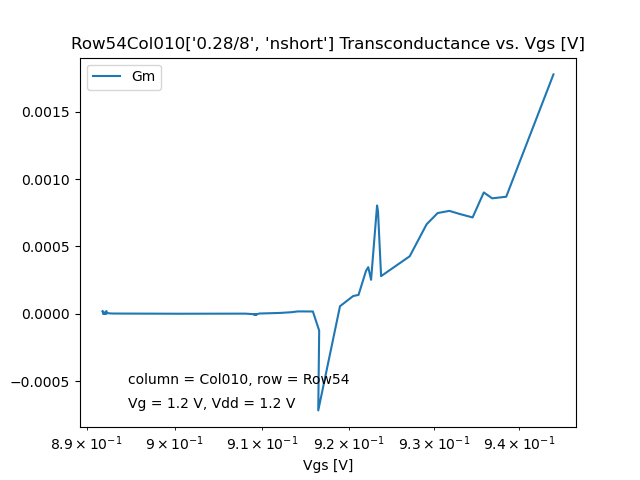 Row54Col010['0.28/8', 'nshort'] Transconductance vs. Vgs [V]
Gm
0.0015
0.0010
0.0005
0.0000
−0.0005
column = Col010, row = Row54
Vg = 1.2 V, Vdd = 1.2 V
8.9 × 10⁻¹ 9 × 10⁻¹ 9.1 × 10⁻¹ 9.2 × 10⁻¹ 9.3 × 10⁻¹ 9.4 × 10⁻¹
Vgs [V]